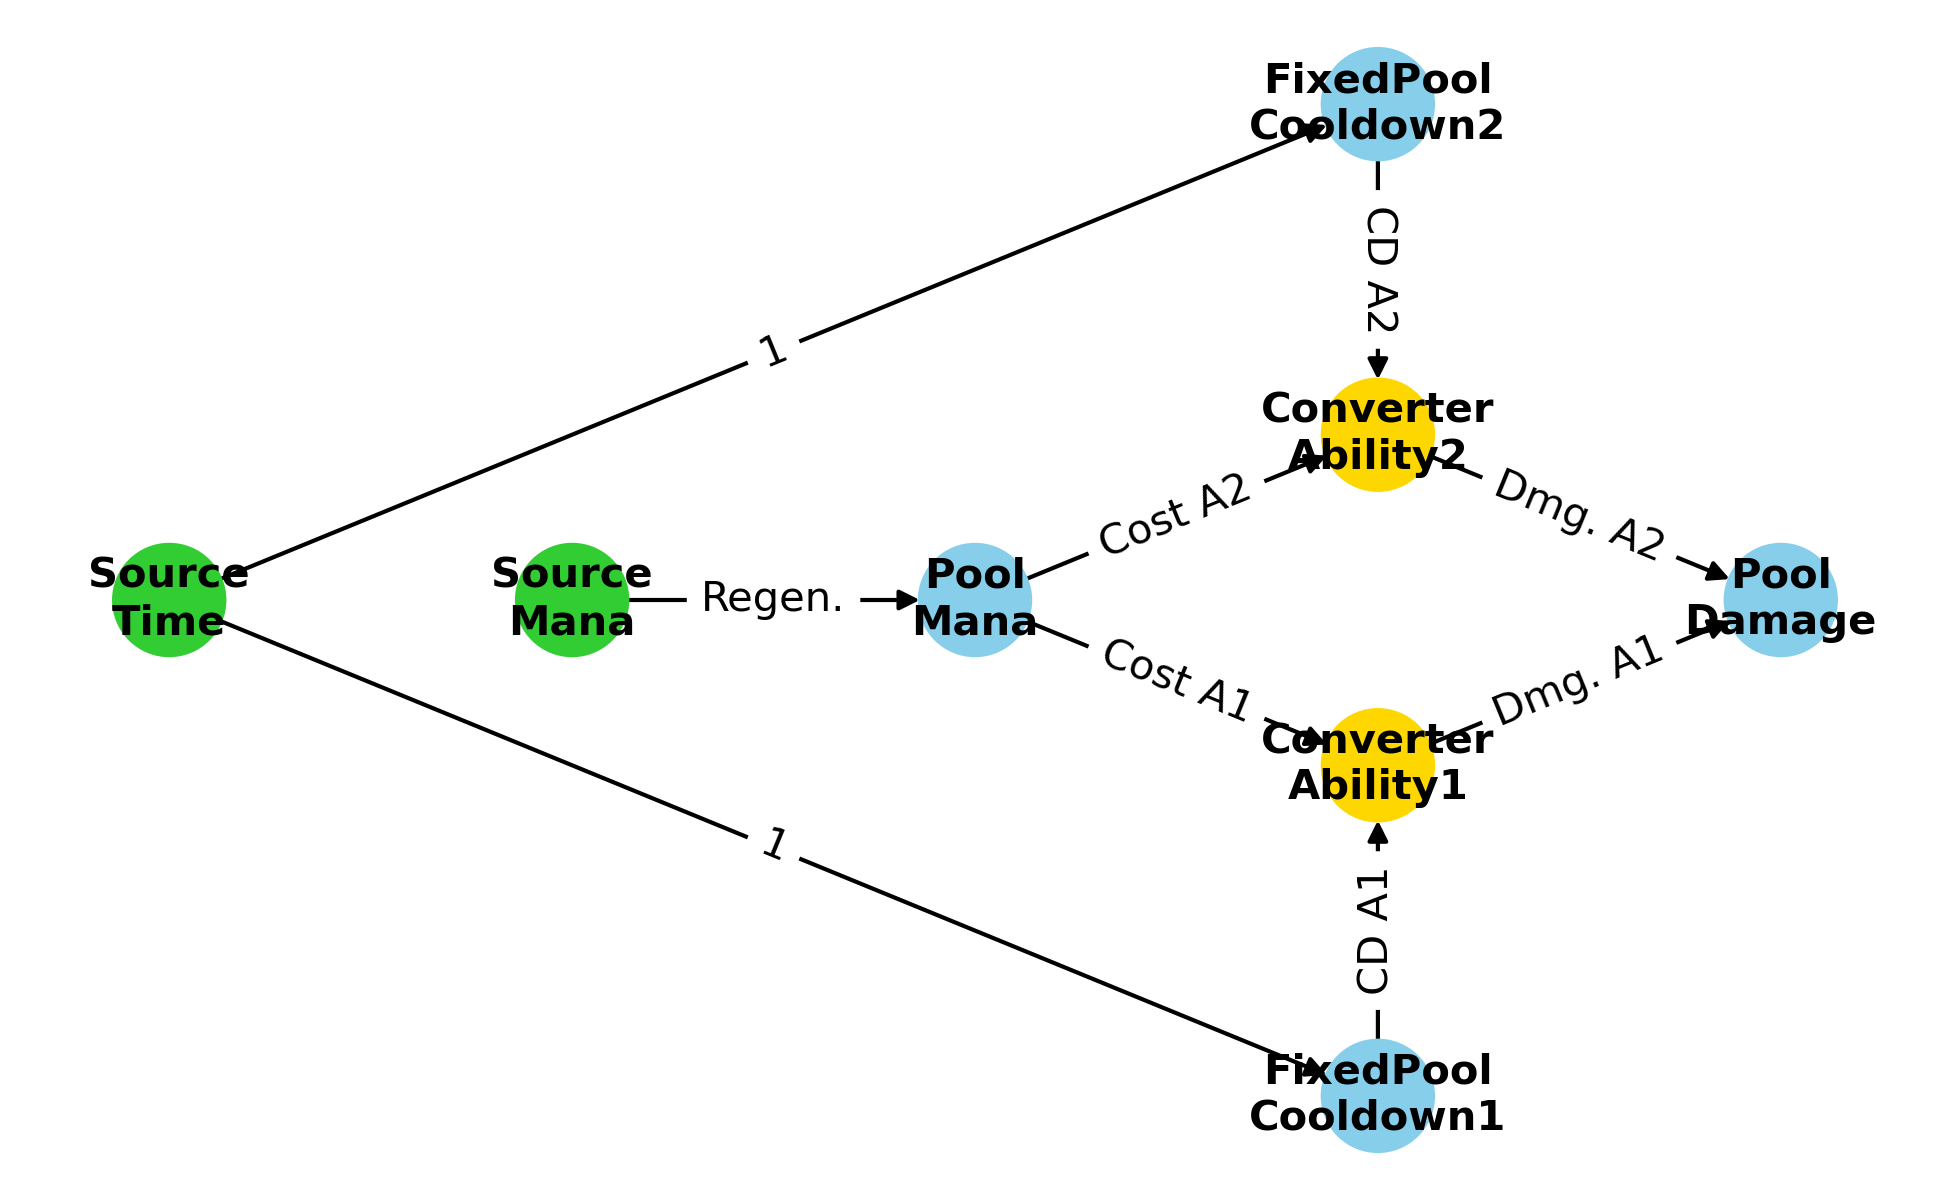 FixedPool
Cooldown2
CD A2
1
Converter
Ability2
Cost A2
Dmg. A2
Source
Time
Source
Mana
Regen.
Pool
Mana
Pool
Damage
Cost A1
Dmg. A1
Converter
Ability1
1
CD A1
FixedPool
Cooldown1